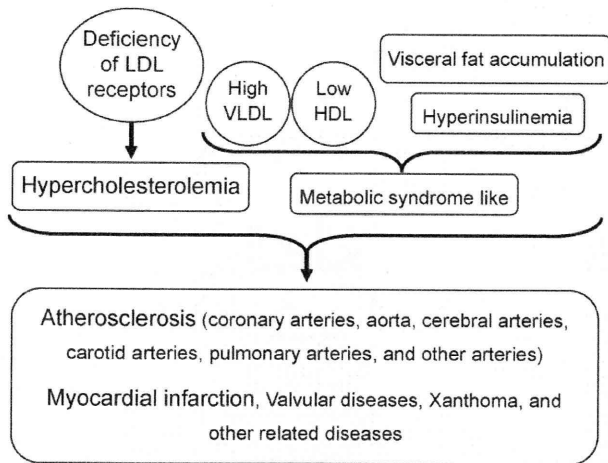 Deficiency
of LDL
receptors
High
VLDL
Low
HDL
Visceral fat accumulation
Hyperinsulinemia
Hypercholesterolemia
Metabolic syndrome like
Atherosclerosis (coronary arteries, aorta, cerebral arteries,
carotid arteries, pulmonary arteries, and other arteries)
Myocardial infarction, Valvular diseases, Xanthoma, and
other related diseases